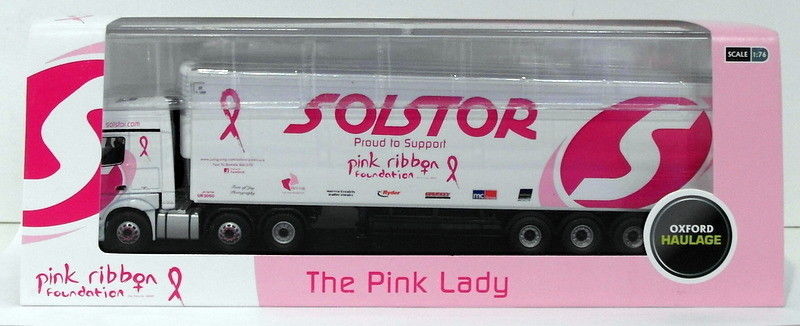 SCALE 1:76
solstor.com
SOLSTOR
Proud to Support
pink ribbon
foundation
Ryder
OXFORD
HAULAGE
pink ribbon
foundation
The Pink Lady